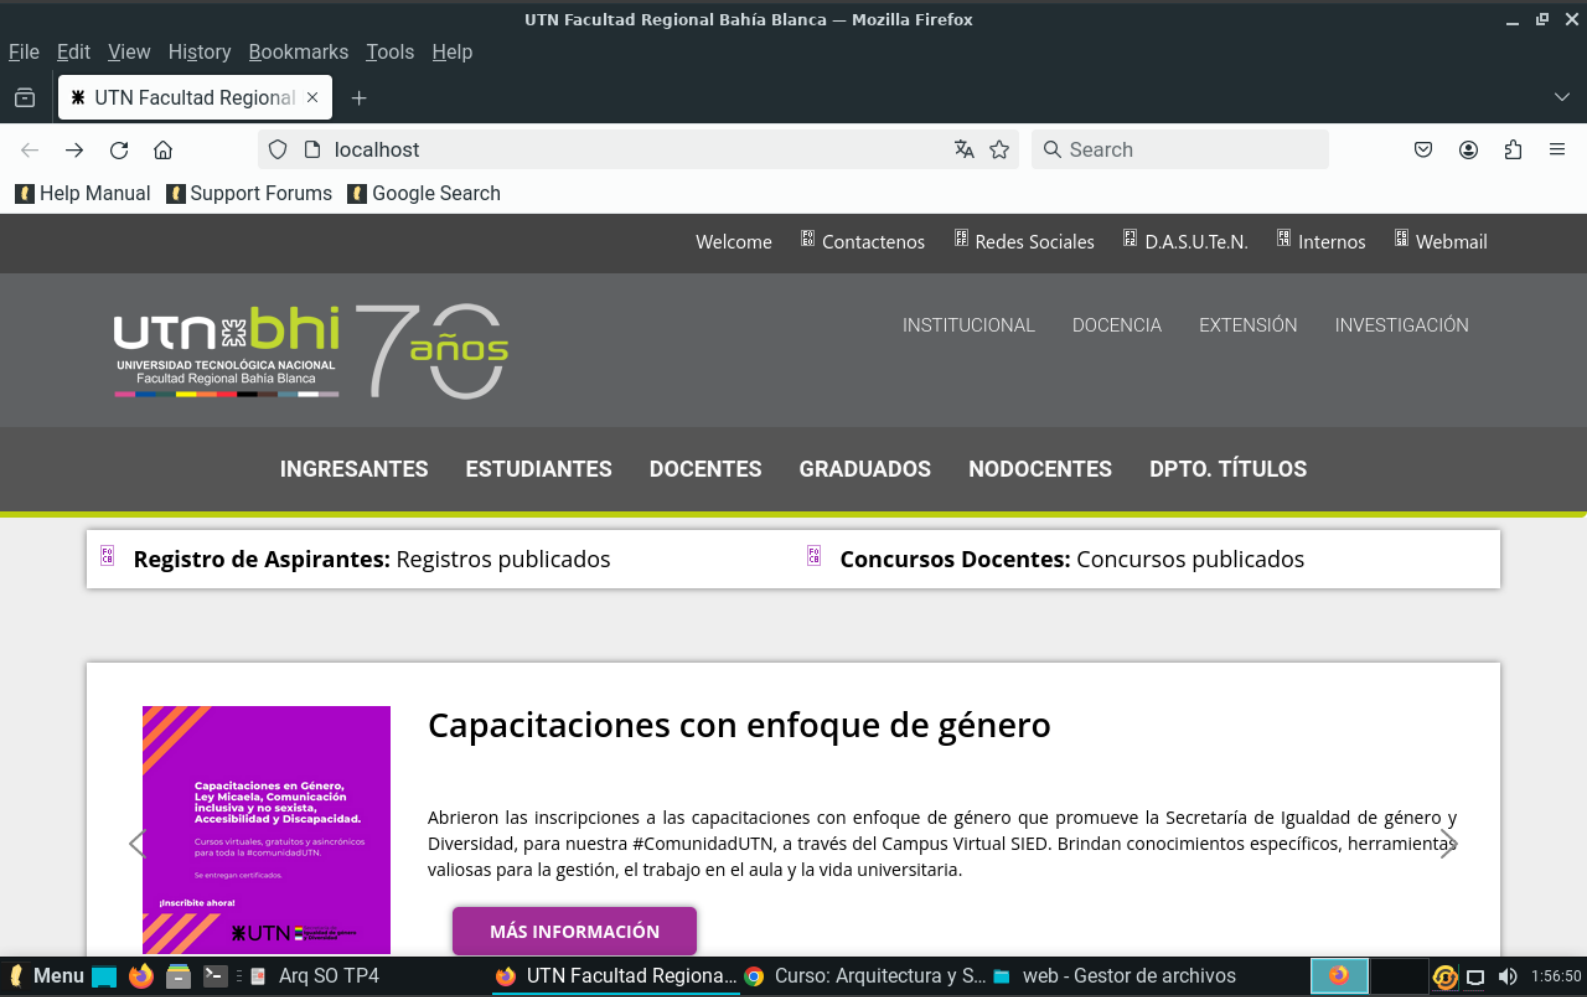 UTN Facultad Regional Bahía Blanca — Mozilla Firefox
File Edit View History Bookmarks Tools Help
UTN Facultad Regional
localhost
Search
Help Manual Support Forums Google Search
Welcome Contactenos Redes Sociales D.A.S.U.Te.N. Internos Webmail
utn bhi 70 años
UNIVERSIDAD TECNOLÓGICA NACIONAL
Facultad Regional Bahía Blanca
INSTITUCIONAL DOCENCIA EXTENSIÓN INVESTIGACIÓN
INGRESANTES ESTUDIANTES DOCENTES GRADUADOS NODOCENTES DPTO. TÍTULOS
Registro de Aspirantes: Registros publicados
Concursos Docentes: Concursos publicados
Capacitaciones en Género,
Ley Micaela, Comunicación
inclusiva y no sexista,
Accesibilidad y Discapacidad.
Cursos virtuales, gratuitos y asincrónicos
para toda la #comunidadUTN.
Se entregan certificados.
¡Inscribite ahora!
UTN
Capacitaciones con enfoque de género
Abrieron las inscripciones a las capacitaciones con enfoque de género que promueve la Secretaría de Igualdad de género y
Diversidad, para nuestra #ComunidadUTN, a través del Campus Virtual SIED. Brindan conocimientos específicos, herramientas
valiosas para la gestión, el trabajo en el aula y la vida universitaria.
MÁS INFORMACIÓN
Menu Arq SO TP4 UTN Facultad Regiona... Curso: Arquitectura y S... web - Gestor de archivos 1:56:50